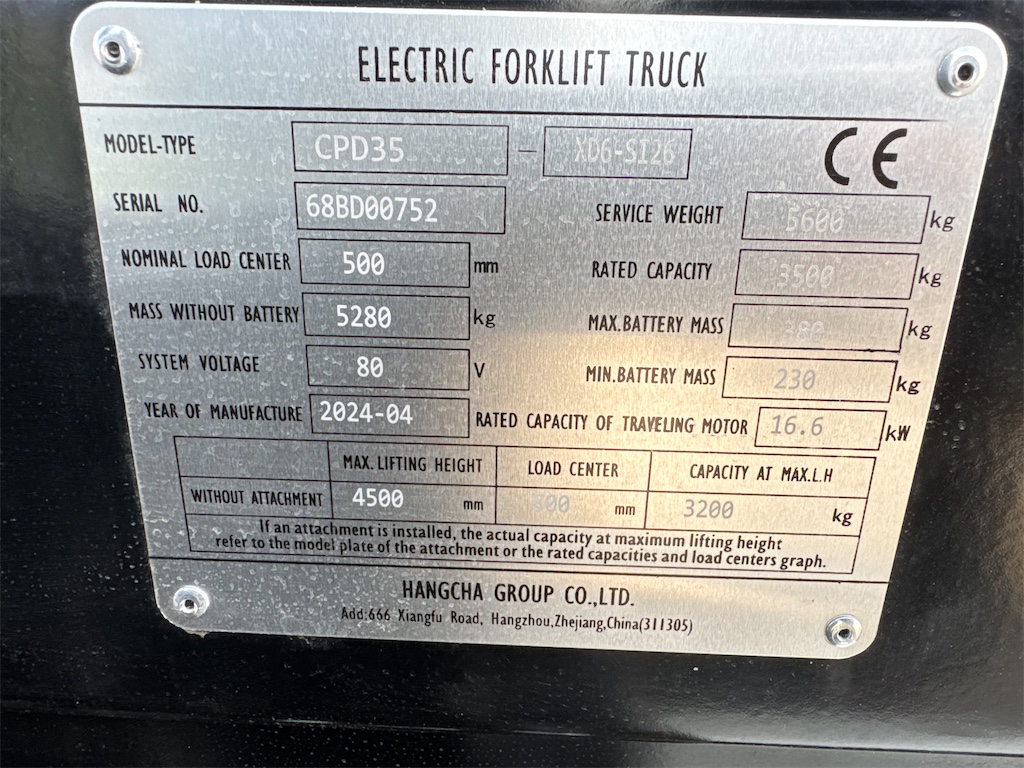 ELECTRIC FORKLIFT TRUCK
MODEL-TYPE CPD35 - XD6-SI26 CE
SERIAL NO. 68BD00752
SERVICE WEIGHT 5600 kg
NOMINAL LOAD CENTER 500 mm
RATED CAPACITY 3500 kg
MASS WITHOUT BATTERY 5280 kg
MAX.BATTERY MASS kg
SYSTEM VOLTAGE 80 V
MIN.BATTERY MASS 230 kg
YEAR OF MANUFACTURE 2024-04
RATED CAPACITY OF TRAVELING MOTOR 16.6 kW
MAX. LIFTING HEIGHT LOAD CENTER CAPACITY AT MAX.L.H
WITHOUT ATTACHMENT 4500 mm mm 3200 kg
If an attachment is installed, the actual capacity at maximum lifting height
refer to the model plate of the attachment or the rated capacities and load centers graph.
HANGCHA GROUP CO.,LTD.
Add:666 Xiangfu Road, Hangzhou,Zhejiang,China(311305)